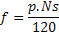 f = p.Ns / 120